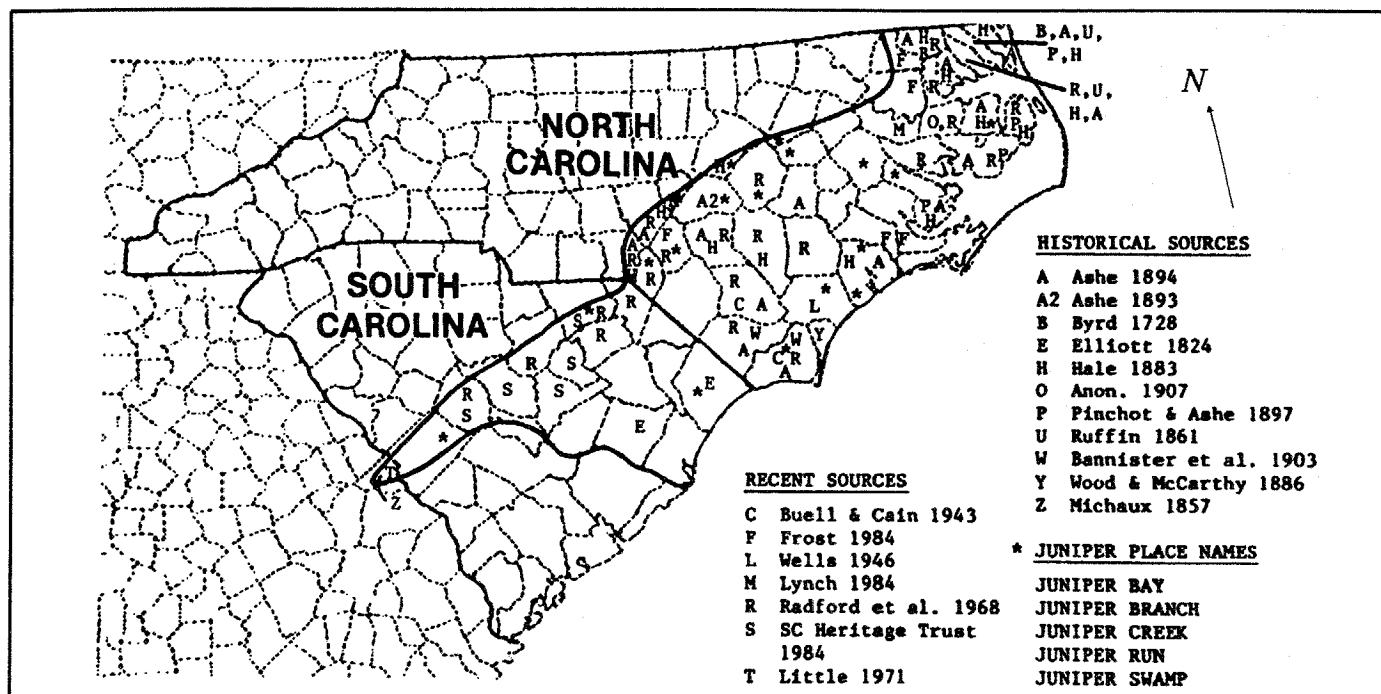 B,A,U,
P,H
R,U,
H,A
N
NORTH
CAROLINA
SOUTH
CAROLINA
HISTORICAL SOURCES
A Ashe 1894
A2 Ashe 1893
B Byrd 1728
E Elliott 1824
H Hale 1883
O Anon. 1907
P Pinchot & Ashe 1897
U Ruffin 1861
W Bannister et al. 1903
Y Wood & McCarthy 1886
Z Michaux 1857
RECENT SOURCES
C Buell & Cain 1943
F Frost 1984
L Wells 1946
M Lynch 1984
R Radford et al. 1968
S SC Heritage Trust
1984
T Little 1971
* JUNIPER PLACE NAMES
JUNIPER BAY
JUNIPER BRANCH
JUNIPER CREEK
JUNIPER RUN
JUNIPER SWAMP